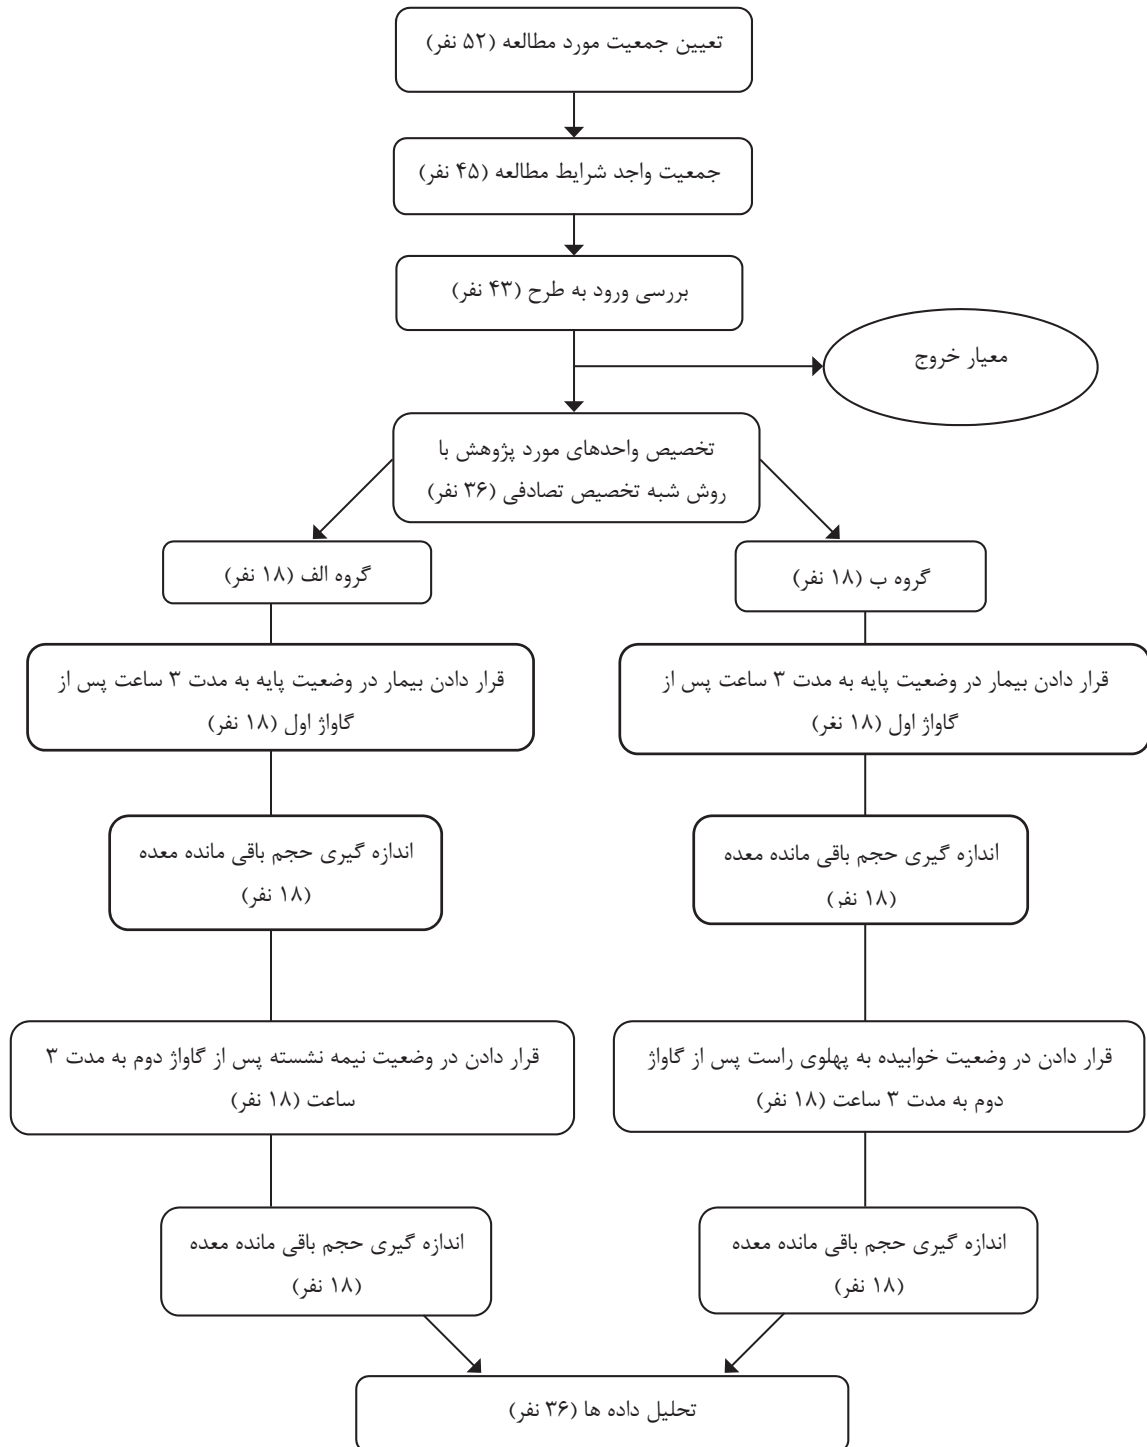 تعیین جمعیت مورد مطالعه (۵۲ نفر)
جمعیت واجد شرایط مطالعه (۴۵ نفر)
بررسی ورود به طرح (۴۳ نفر)
معیار خروج
تخصیص واحدهای مورد پژوهش با
روش شبه تخصیص تصادفی (۳۶ نفر)
گروه ب (۱۸ نفر)
گروه الف (۱۸ نفر)
قرار دادن بیمار در وضعیت پایه به مدت ۳ ساعت پس از
گاواژ اول (۱۸ نغر)
قرار دادن بیمار در وضعیت پایه به مدت ۳ ساعت پس از
گاواژ اول (۱۸ نفر)
اندازه گیری حجم باقی مانده معده
(۱۸ نفر)
اندازه گیری حجم باقی مانده معده
(۱۸ نفر)
قرار دادن در وضعیت خوابیده به پهلوی راست پس از گاواژ
دوم به مدت ۳ ساعت (۱۸ نفر)
قرار دادن در وضعیت نیمه نشسته پس از گاواژ دوم به مدت ۳
ساعت (۱۸ نفر)
اندازه گیری حجم باقی مانده معده
(۱۸ نفر)
اندازه گیری حجم باقی مانده معده
(۱۸ نفر)
تحلیل داده ها (۳۶ نفر)